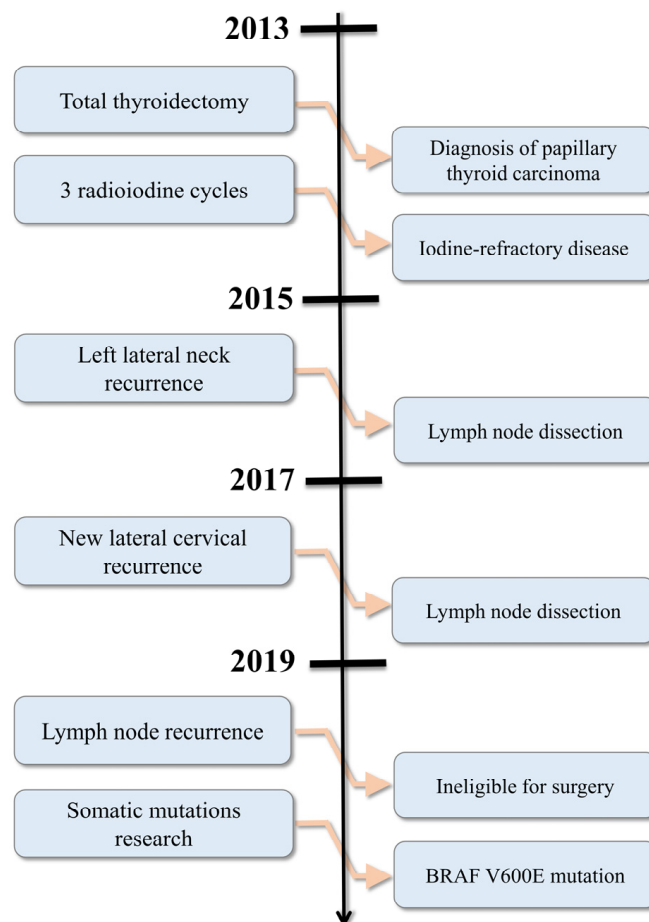 2013
Total thyroidectomy
Diagnosis of papillary
thyroid carcinoma
3 radioiodine cycles
Iodine-refractory disease
2015
Left lateral neck
recurrence
Lymph node dissection
2017
New lateral cervical
recurrence
Lymph node dissection
2019
Lymph node recurrence
Ineligible for surgery
Somatic mutations
research
BRAF V600E mutation